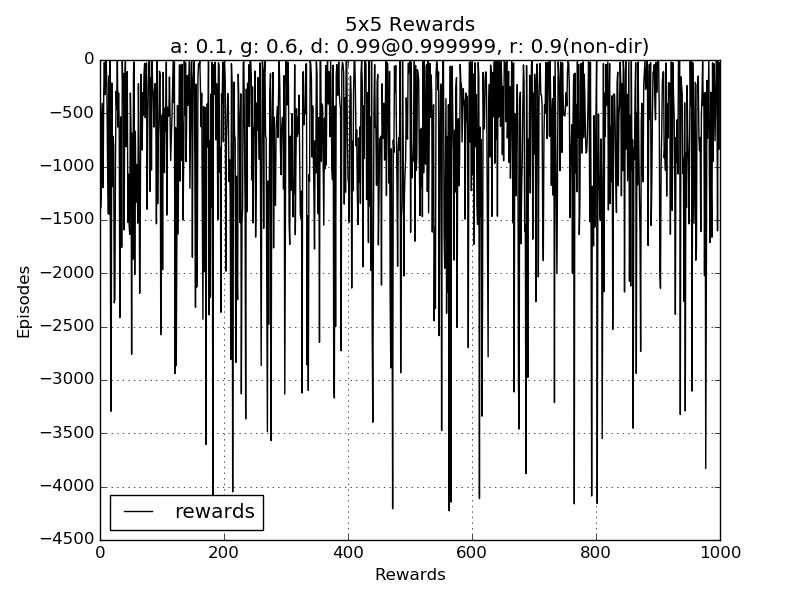 5x5 Rewards
a: 0.1, g: 0.6, d: 0.99@0.999999, r: 0.9(non-dir)
0
−500
−1000
−1500
−2000
−2500
−3000
−3500
−4000
−4500
Episodes
rewards
0 200 400 600 800 1000
Rewards